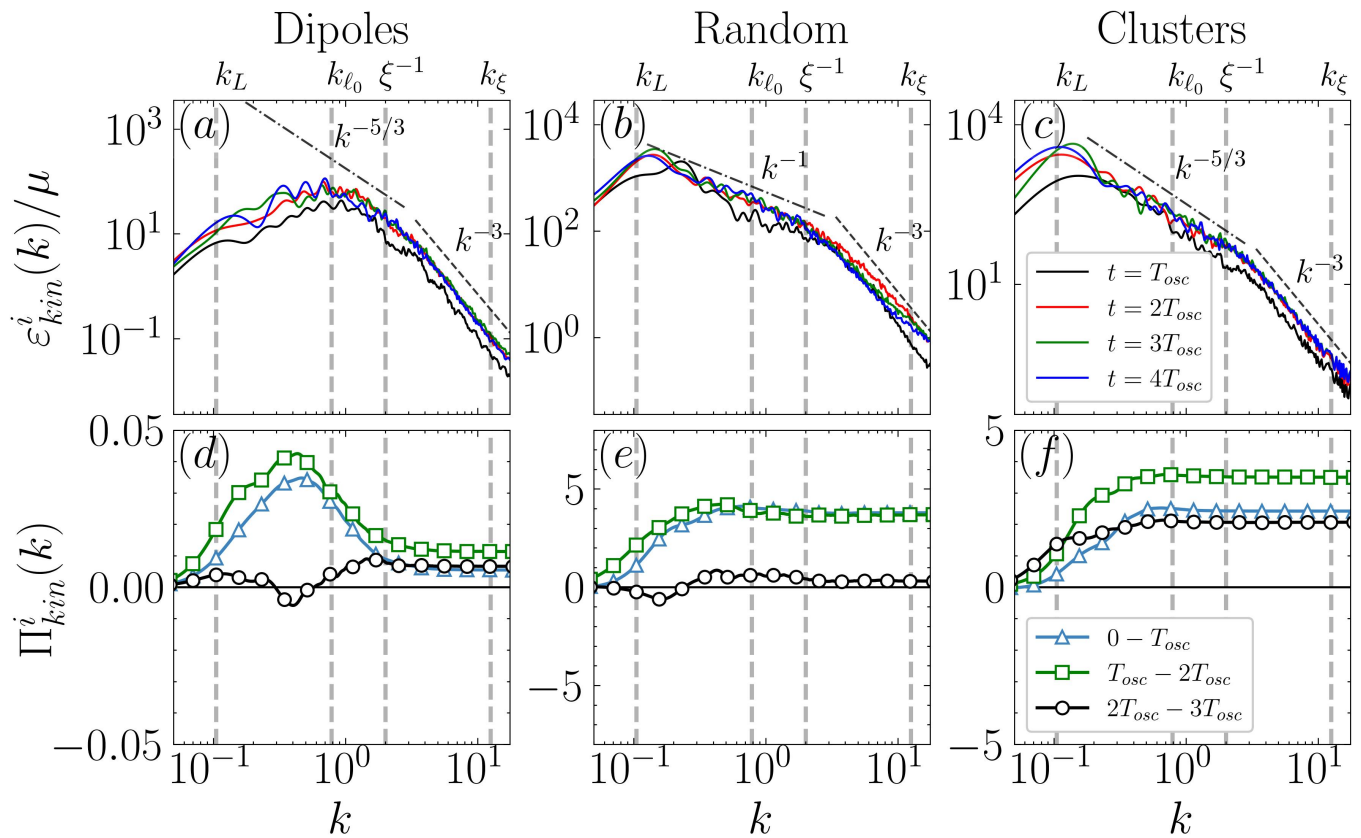 Dipoles Random Clusters
k_L k_{ℓ_0} ξ^{-1} k_ξ k_L k_{ℓ_0} ξ^{-1} k_ξ k_L k_{ℓ_0} ξ^{-1} k_ξ
ε^i_{kin}(k)/μ
10^3
10^1
10^{-1}
(a)
k^{-5/3}
k^{-3}
10^4
10^2
10^0
(b)
k^{-1}
k^{-3}
10^4
10^1
(c)
k^{-5/3}
k^{-3}
t = T_{osc}
t = 2T_{osc}
t = 3T_{osc}
t = 4T_{osc}
Π^i_{kin}(k)
0.05
0.00
−0.05
(d)
10^{-1} 10^0 10^1
k
5
0
−5
(e)
10^{-1} 10^0 10^1
k
5
0
−5
(f)
0 − T_{osc}
T_{osc} − 2T_{osc}
2T_{osc} − 3T_{osc}
10^{-1} 10^0 10^1
k